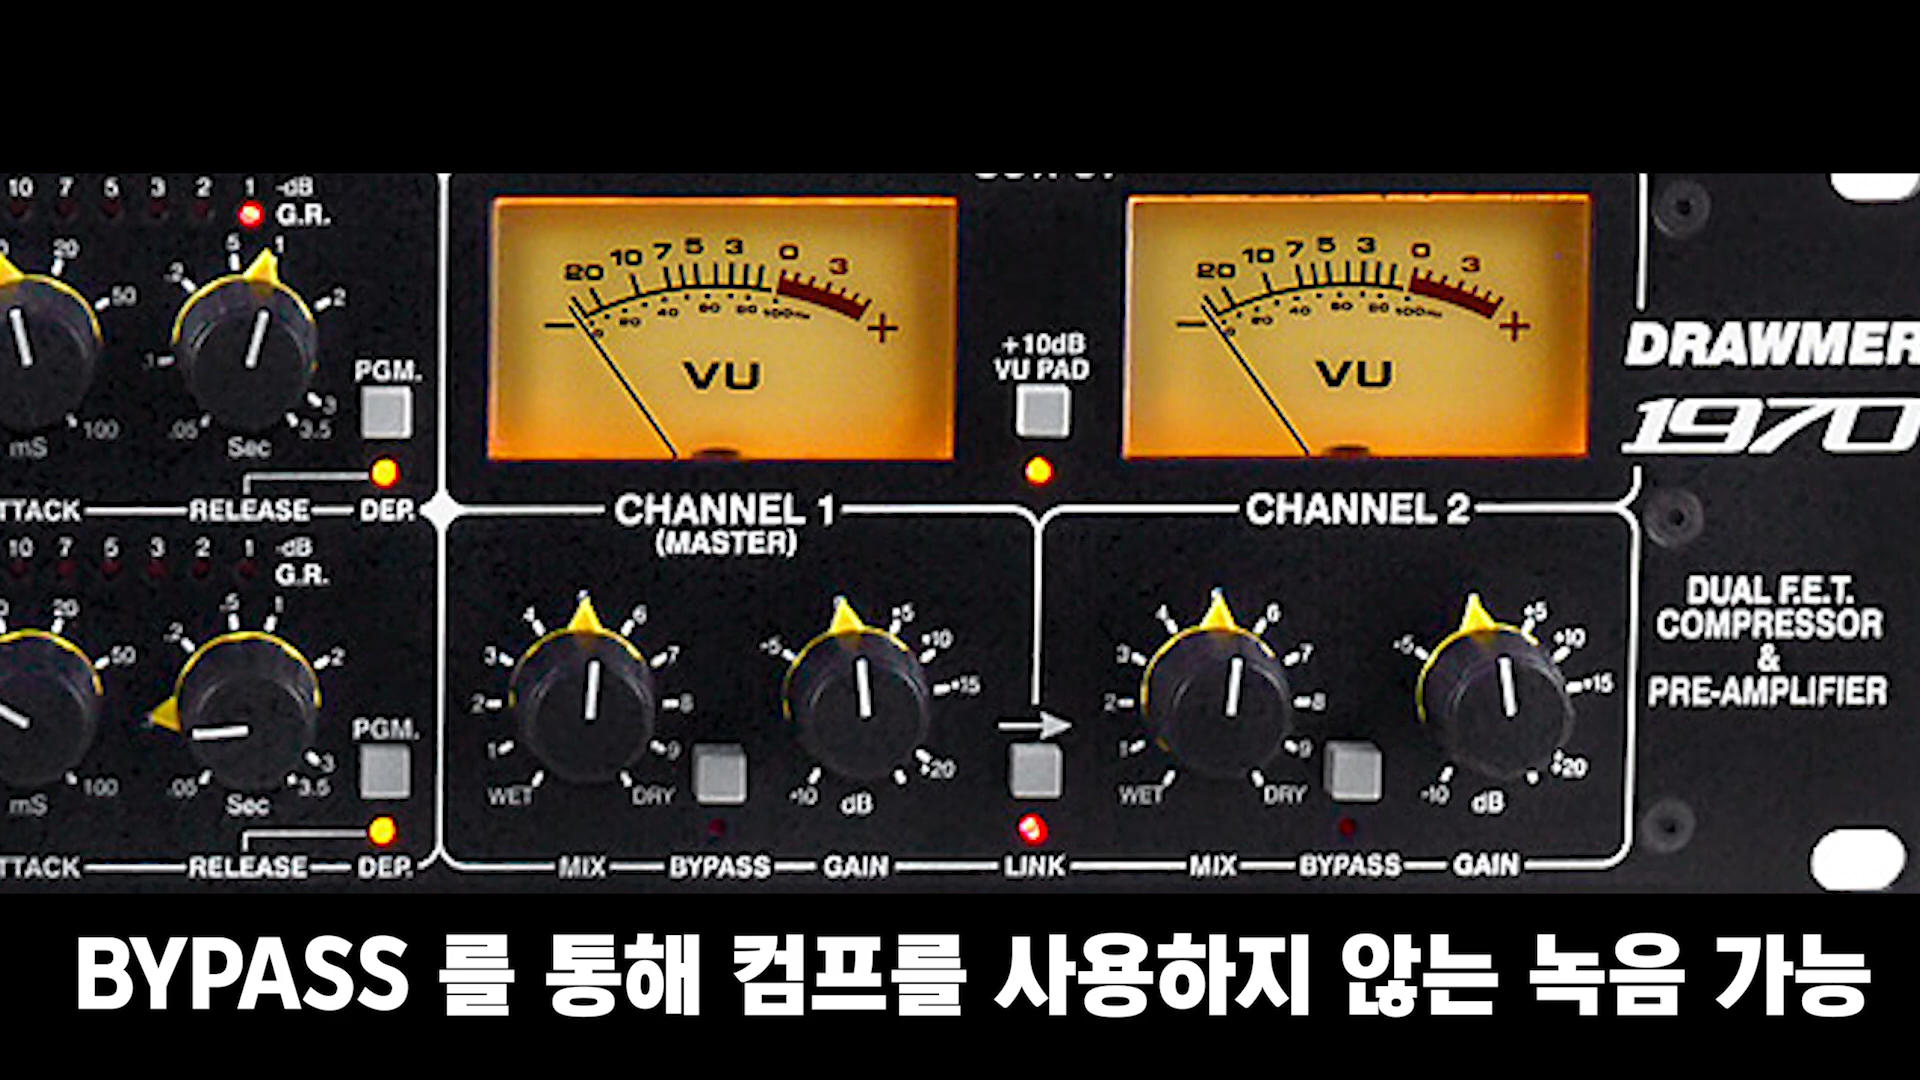 10 7 5 3 2 1 -dB
G.R.
20
50
100
mS
.2 .5 1 2
.1
.05 Sec 3.5 3
PGM.
RELEASE DEP.
20 10 7 5 3 0 3
- +
0 20 40 60 80 100%
VU
+10dB
VU PAD
20 10 7 5 3 0 3
- +
0 20 40 60 80 100%
VU
DRAWMER
1970
CHANNEL 1
(MASTER)
CHANNEL 2
10 7 5 3 2 1 -dB
G.R.
20
50
100
mS
.2 .5 1 2
.05 Sec 3.5 3
PGM.
RELEASE DEP.
WET 1 2 3 4 5 6 7 8 9 DRY
-10 -5 +5 +10 +15 +20
dB
WET 1 2 3 4 6 7 8 9 DRY
-10 -5 +5 +10 +15 +20
dB
MIX BYPASS GAIN LINK MIX BYPASS GAIN
DUAL F.E.T.
COMPRESSOR
&
PRE-AMPLIFIER
BYPASS 를 통해 컴프를 사용하지 않는 녹음 가능